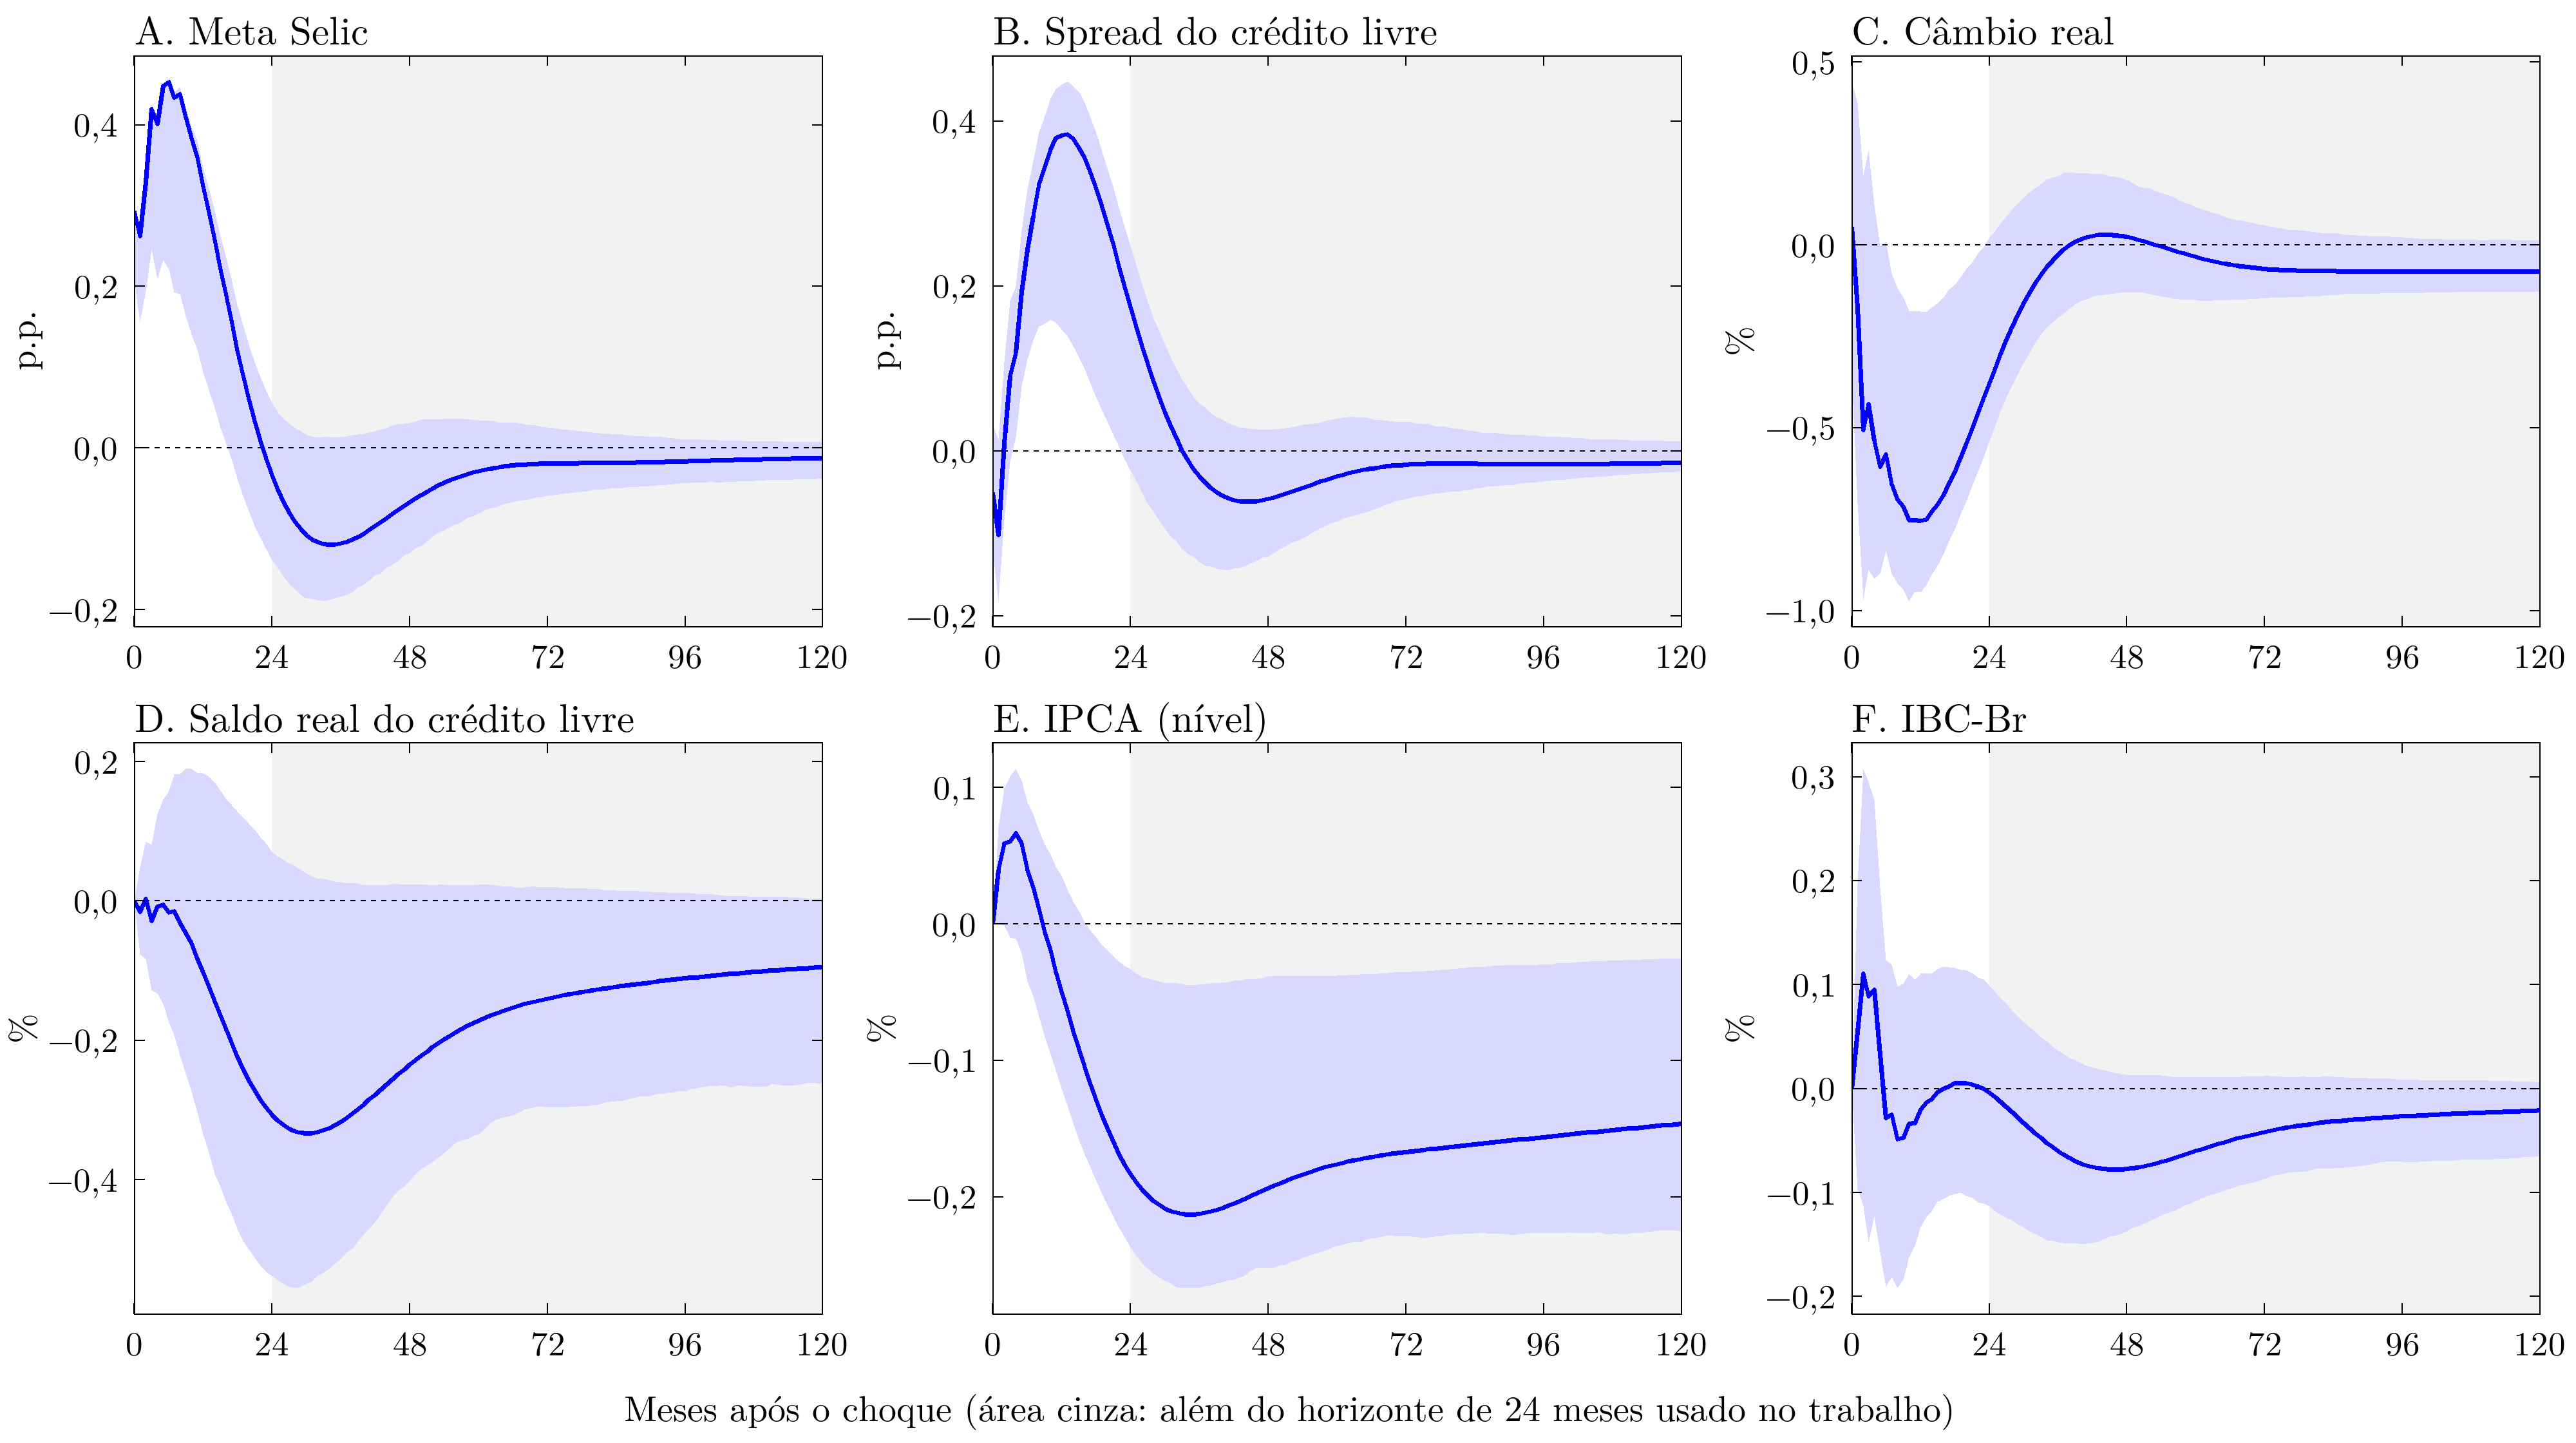 A. Meta Selic
B. Spread do crédito livre
C. Câmbio real
0,4
0,2
0,0
−0,2
p.p.
0 24 48 72 96 120
0,4
0,2
0,0
−0,2
p.p.
0 24 48 72 96 120
0,5
0,0
−0,5
−1,0
%
0 24 48 72 96 120
D. Saldo real do crédito livre
E. IPCA (nível)
F. IBC-Br
0,2
0,0
−0,2
−0,4
%
0 24 48 72 96 120
0,1
0,0
−0,1
−0,2
%
0 24 48 72 96 120
0,3
0,2
0,1
0,0
−0,1
−0,2
%
0 24 48 72 96 120
Meses após o choque (área cinza: além do horizonte de 24 meses usado no trabalho)